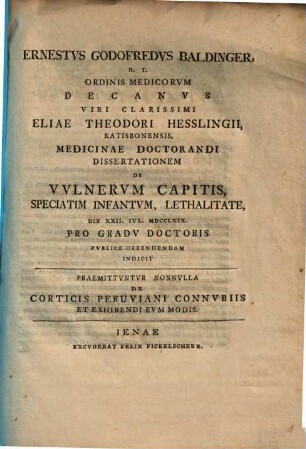 ERNESTVS GODOFREDVS BALDINGER,
H. T.
ORDINIS MEDICORVM
DECANVS
VIRI CLARISSIMI
ELIAE THEODORI HESSLINGII,
RATISBONENSIS,
MEDICINAE DOCTORANDI
DISSERTATIONEM
DE
VVLNERVM CAPITIS,
SPECIATIM INFANTVM, LETHALITATE,
DIE XXII. IVL. MDCCLXIX.
PRO GRADV DOCTORIS
PVBLICE DEFENDENDAM
INDICIT
PRAEMITTVNTVR NONNVLLA
DE
CORTICIS PERUVIANI CONNVBIIS
ET EXHIBENDI EVM MODIS.
IENAE
EXCVDEBAT FELIX FICKELSCHERR.